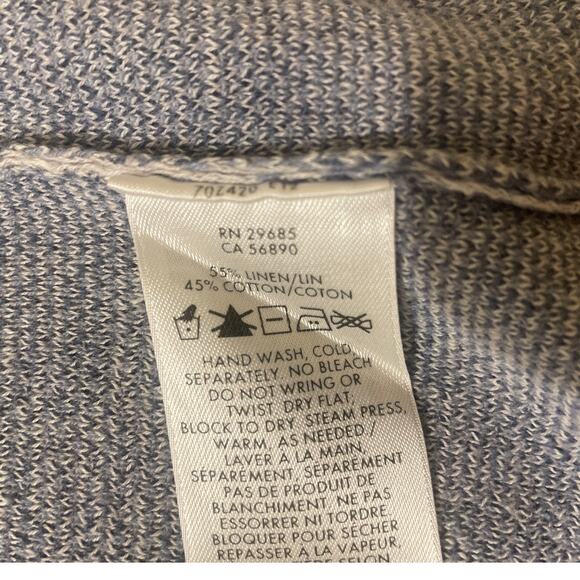 RN 29685
CA 56890
55% LINEN/LIN
45% COTTON/COTON
HAND WASH, COLD,
SEPARATELY, NO BLEACH
DO NOT WRING OR
TWIST. DRY FLAT,
BLOCK TO DRY. STEAM PRESS,
WARM, AS NEEDED./
LAVER À LA MAIN,
SÉPARÉMENT, SÉPARÉMENT
PAS DE PRODUIT DE
BLANCHIMENT. NE PAS
ESSORER NI TORDRE
BLOQUER POUR SÉCHER
REPASSER À LA VAPEUR,
SELON